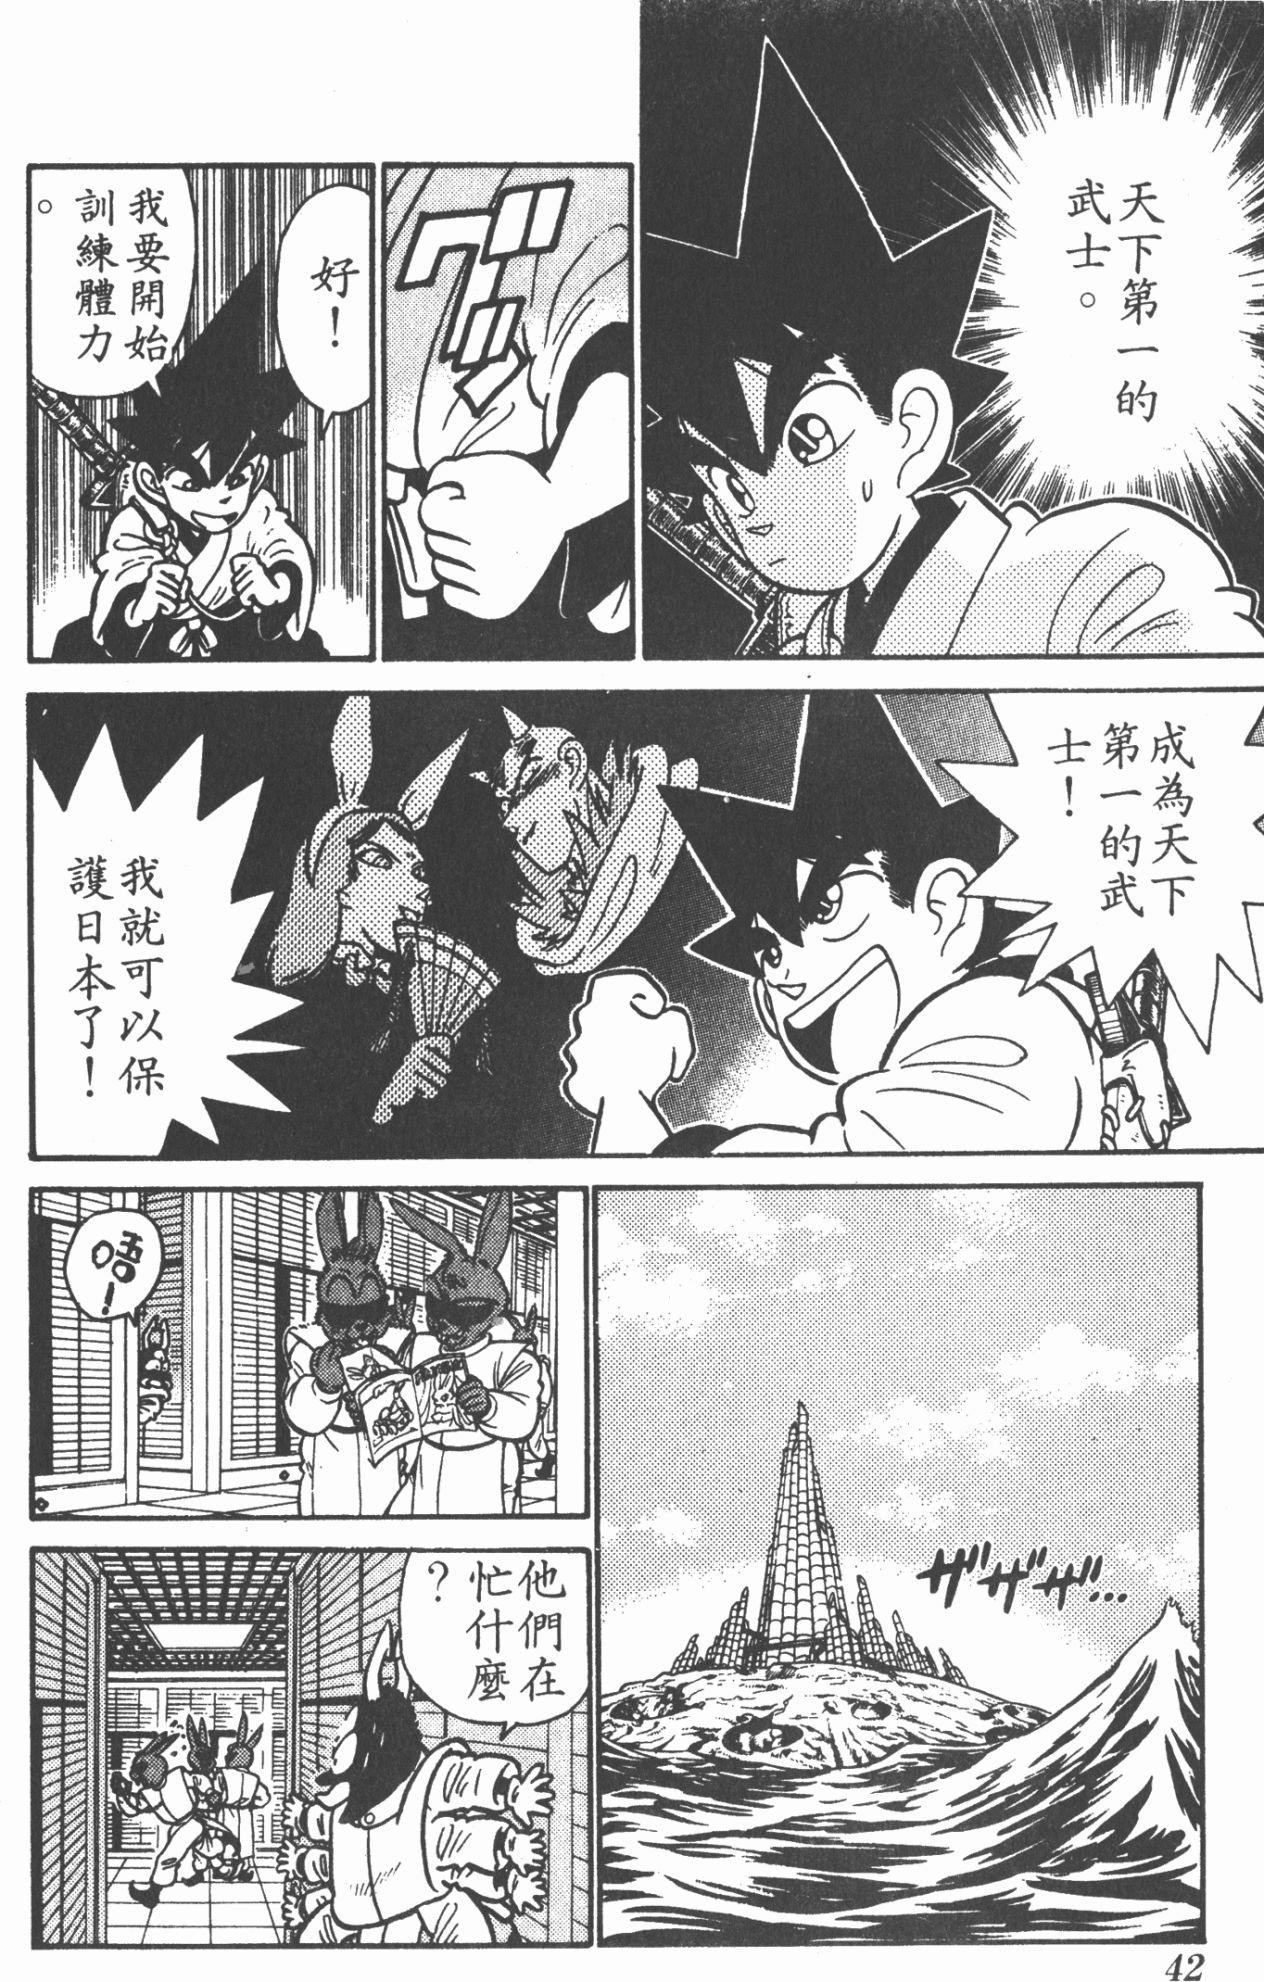 天下第一的
武士。
グッ
好！
我要開始
訓練體力
。
成為天下
第一的武
士！
我就可以保
護日本了！
ザザザ…
唔！
他們在
忙什麼
？
42